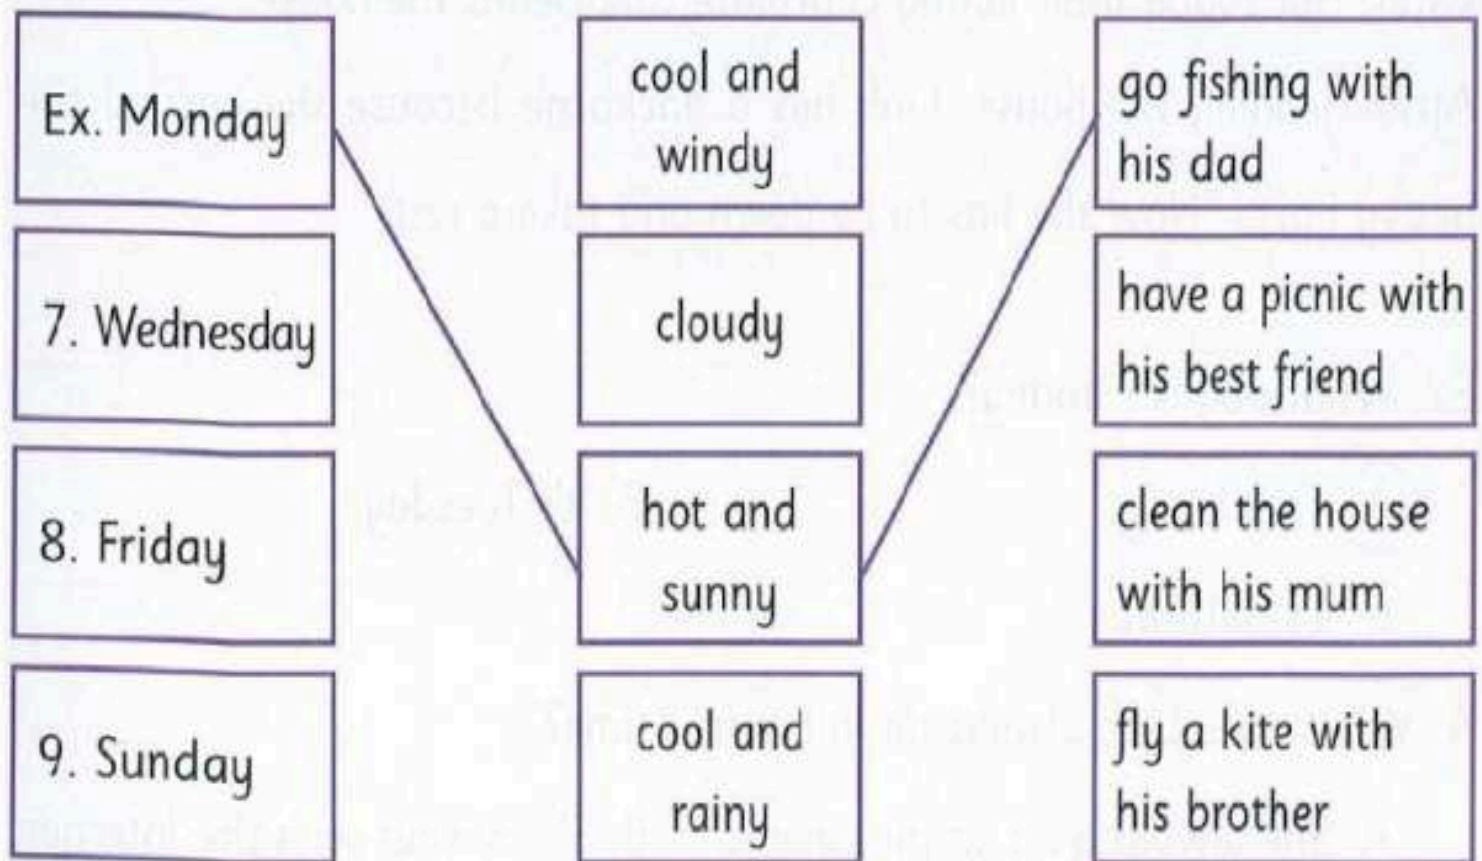 Ex. Monday
cool and
windy
go fishing with
his dad
7. Wednesday
cloudy
have a picnic with
his best friend
8. Friday
hot and
sunny
clean the house
with his mum
9. Sunday
cool and
rainy
fly a kite with
his brother